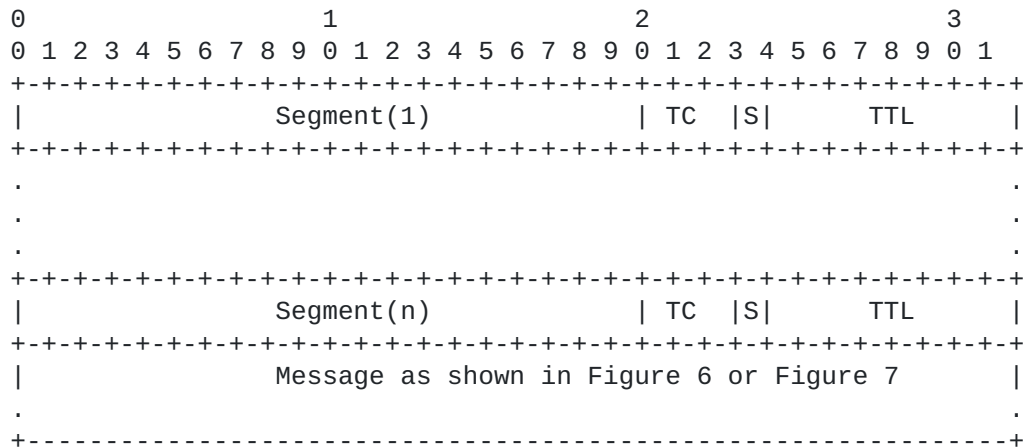 0                   1                   2                   3
0 1 2 3 4 5 6 7 8 9 0 1 2 3 4 5 6 7 8 9 0 1 2 3 4 5 6 7 8 9 0 1
+-+-+-+-+-+-+-+-+-+-+-+-+-+-+-+-+-+-+-+-+-+-+-+-+-+-+-+-+-+-+-+-+
|                Segment(1)             | TC  |S|      TTL      |
+-+-+-+-+-+-+-+-+-+-+-+-+-+-+-+-+-+-+-+-+-+-+-+-+-+-+-+-+-+-+-+-+
.                                                               .
.                                                               .
.                                                               .
+-+-+-+-+-+-+-+-+-+-+-+-+-+-+-+-+-+-+-+-+-+-+-+-+-+-+-+-+-+-+-+-+
|                Segment(n)             | TC  |S|      TTL      |
+-+-+-+-+-+-+-+-+-+-+-+-+-+-+-+-+-+-+-+-+-+-+-+-+-+-+-+-+-+-+-+-+
|                Message as shown in Figure 6 or Figure 7       |
.                                                               .
+---------------------------------------------------------------+